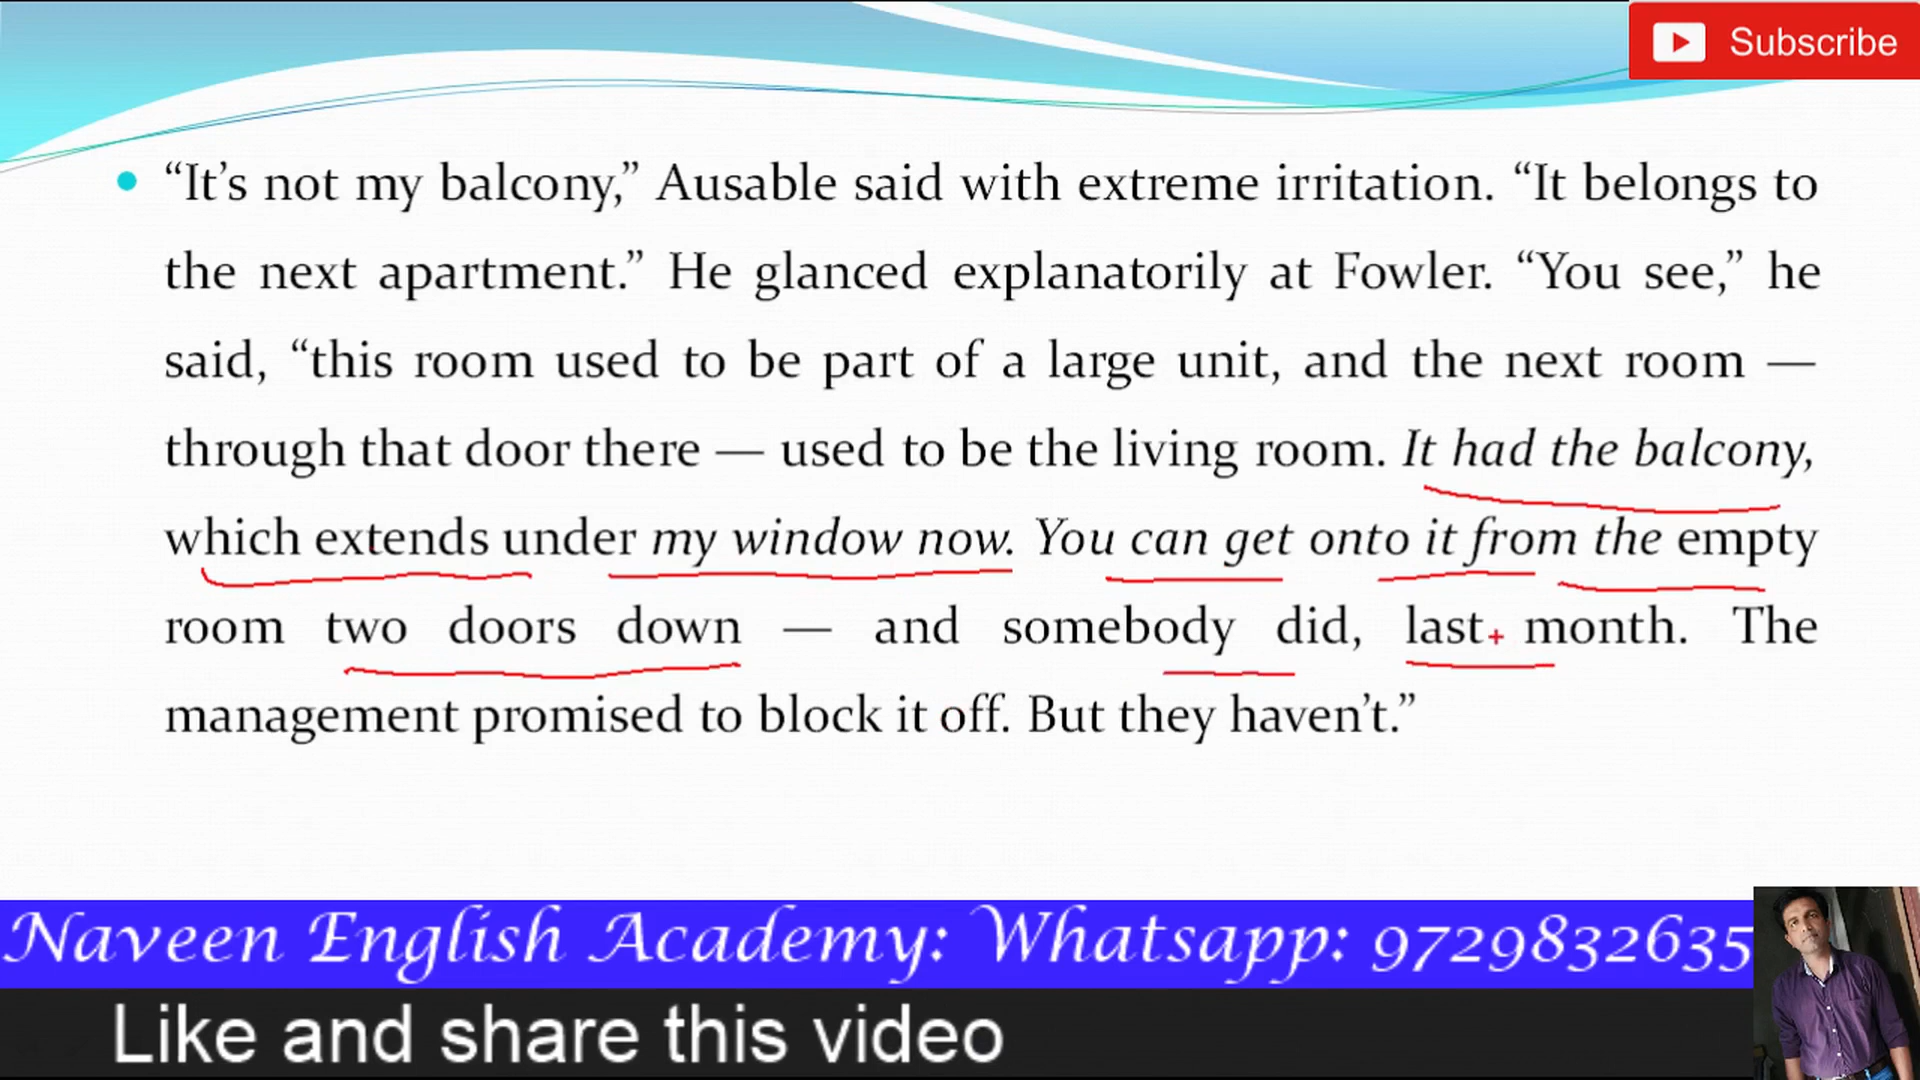 Subscribe
“It’s not my balcony,” Ausable said with extreme irritation. “It belongs to
the next apartment.” He glanced explanatorily at Fowler. “You see,” he
said, “this room used to be part of a large unit, and the next room —
through that door there — used to be the living room. It had the balcony,
which extends under my window now. You can get onto it from the empty
room two doors down — and somebody did, last month. The
management promised to block it off. But they haven’t.”
Naveen English Academy: Whatsapp: 9729832635
Like and share this video